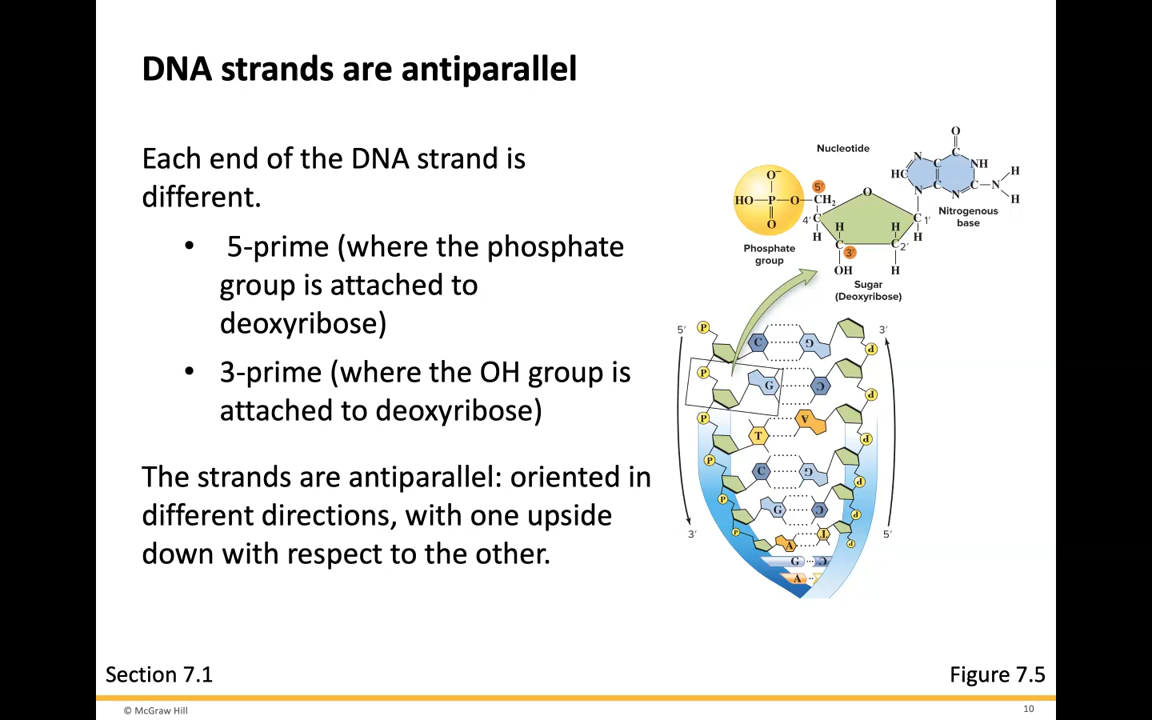 DNA strands are antiparallel
Each end of the DNA strand is
different.
• 5-prime (where the phosphate
group is attached to
deoxyribose)
• 3-prime (where the OH group is
attached to deoxyribose)
The strands are antiparallel: oriented in
different directions, with one upside
down with respect to the other.
Nucleotide
O
O⁻
HO—P—O—CH₂
O
5'
4'
C
H
H
C
3'
OH
O
H
C
2'
H
C
1'
H
N
HC
N
C
C
C
O
NH
C—N
N
H
H
Phosphate
group
Nitrogenous
base
Sugar
(Deoxyribose)
5'
3'
P
C
G
P
P
G
C
P
P
T
A
P
P
C
G
P
P
G
C
P
P
A
T
P
G
C
A
3'
5'
Section 7.1
Figure 7.5
© McGraw Hill
10